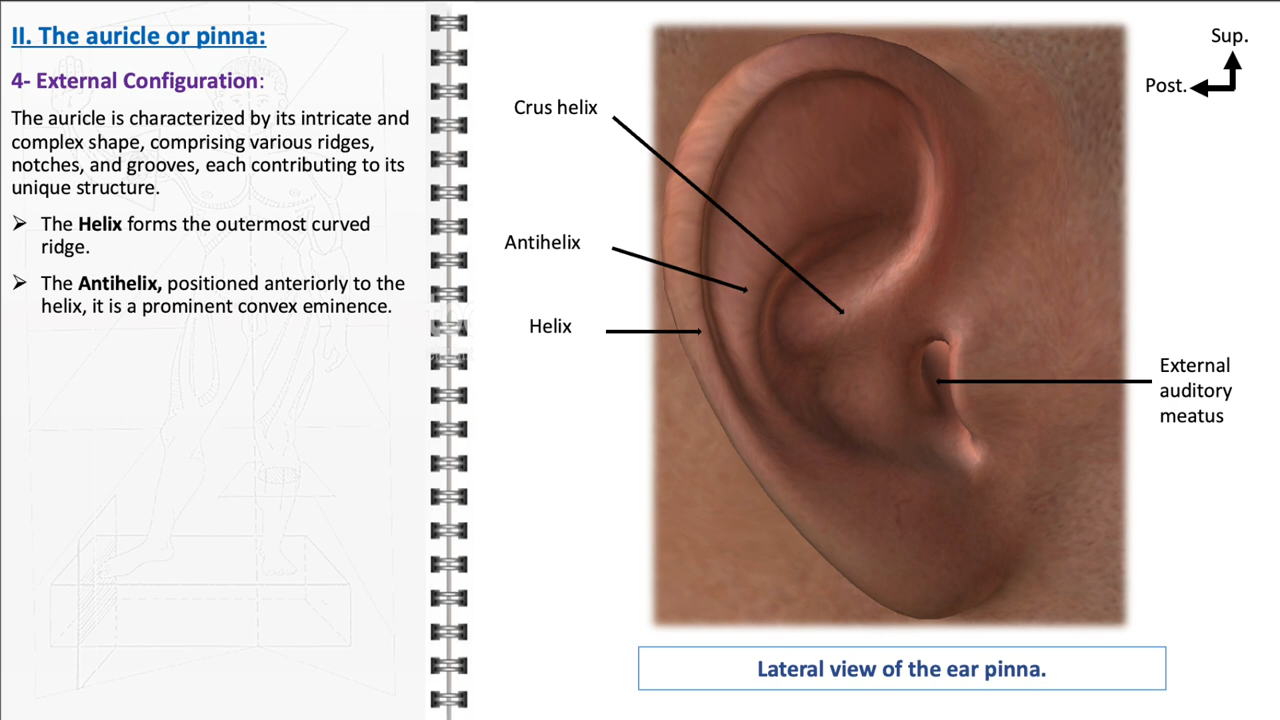 II. The auricle or pinna:
4- External Configuration:
The auricle is characterized by its intricate and
complex shape, comprising various ridges,
notches, and grooves, each contributing to its
unique structure.
➢ The Helix forms the outermost curved
ridge.
➢ The Antihelix, positioned anteriorly to the
helix, it is a prominent convex eminence.
Sup.
Post.
Crus helix
Antihelix
Helix
External
auditory
meatus
Lateral view of the ear pinna.